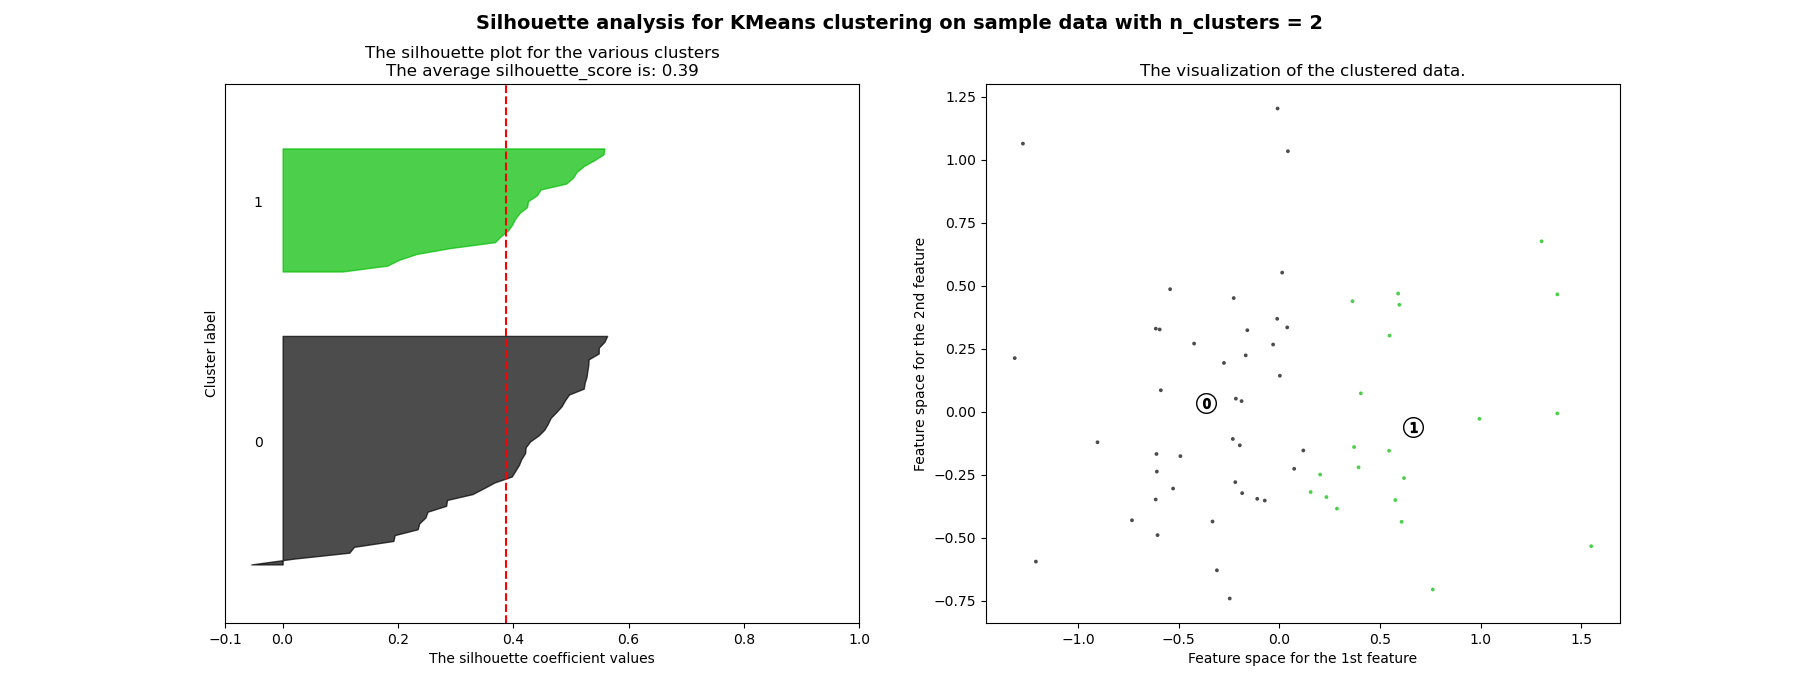 Silhouette analysis for KMeans clustering on sample data with n_clusters = 2
The silhouette plot for the various clusters
The average silhouette_score is: 0.39
1
0
Cluster label
−0.1 0.0 0.2 0.4 0.6 0.8 1.0
The silhouette coefficient values
The visualization of the clustered data.
1.25
1.00
0.75
0.50
0.25
0.00
−0.25
−0.50
−0.75
Feature space for the 2nd feature
0
1
−1.0 −0.5 0.0 0.5 1.0 1.5
Feature space for the 1st feature